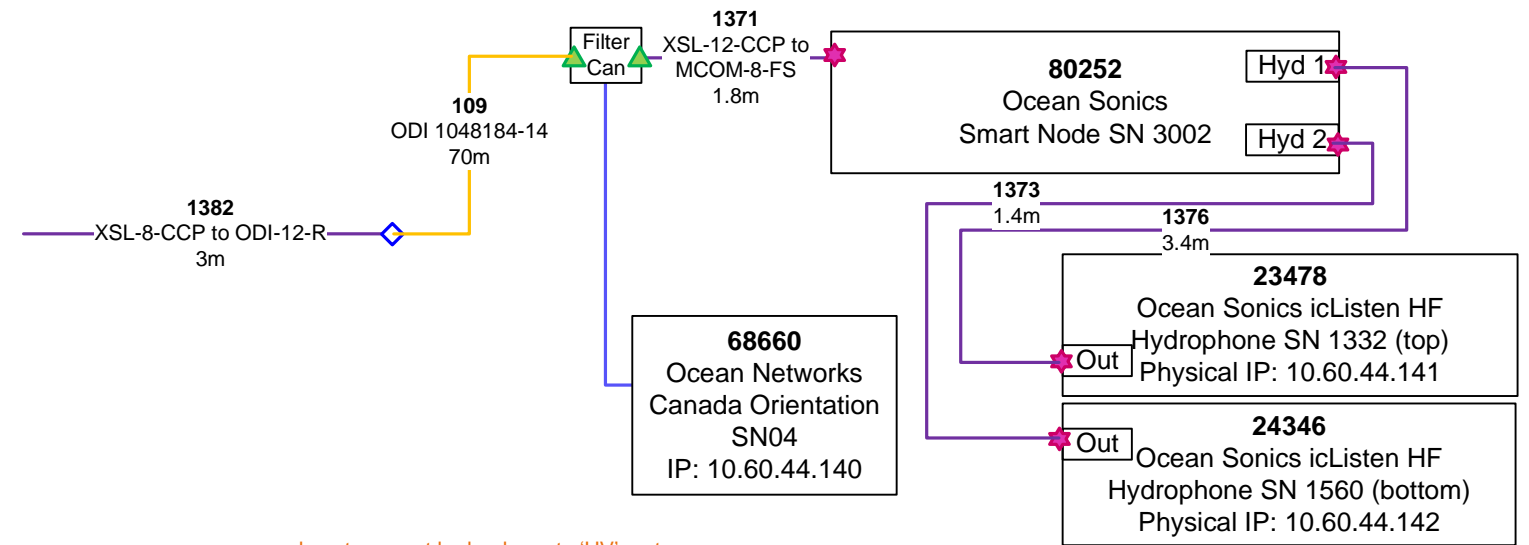 1371
XSL-12-CCP to
MCOM-8-FS
1.8m
Filter
Can
80252
Ocean Sonics
Smart Node SN 3002
Hyd 1
Hyd 2
109
ODI 1048184-14
70m
1382
XSL-8-CCP to ODI-12-R
3m
1373
1.4m
1376
3.4m
68660
Ocean Networks
Canada Orientation
SN04
IP: 10.60.44.140
23478
Ocean Sonics icListen HF
Hydrophone SN 1332 (top)
Out
Physical IP: 10.60.44.141
24346
Out
Ocean Sonics icListen HF
Hydrophone SN 1560 (bottom)
Physical IP: 10.60.44.142